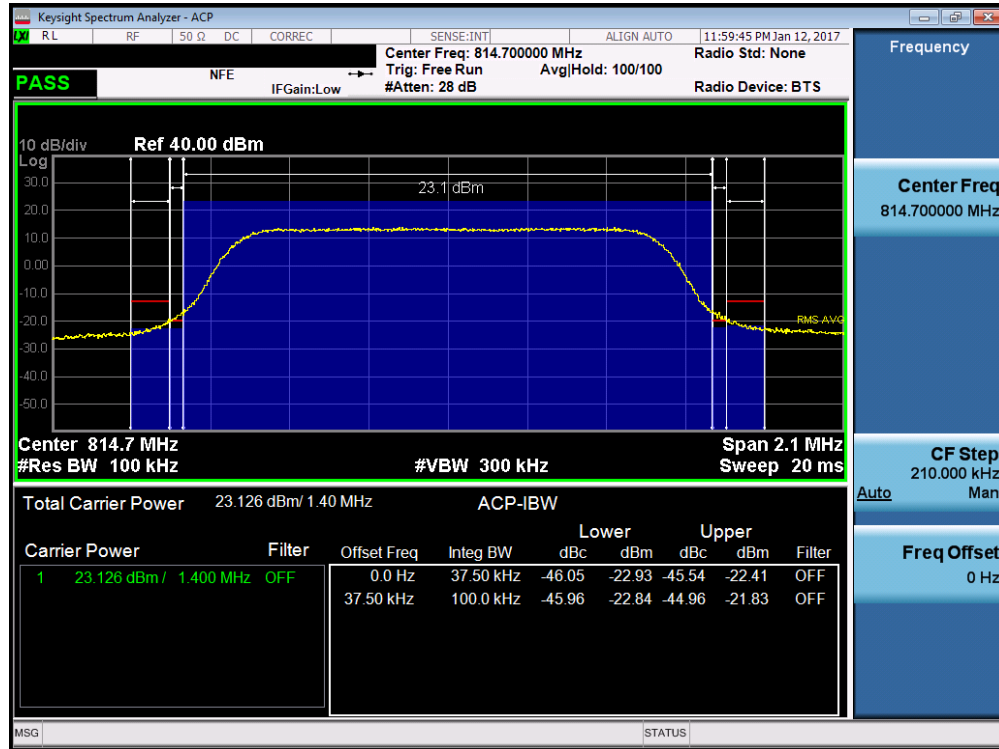 Keysight Spectrum Analyzer - ACP
LXI RL RF 50 Ω DC CORREC SENSE:INT ALIGN AUTO 11:59:45 PM Jan 12, 2017
Center Freq: 814.700000 MHz Radio Std: None
NFE Trig: Free Run Avg|Hold: 100/100
PASS IFGain:Low #Atten: 28 dB Radio Device: BTS
10 dB/div Ref 40.00 dBm
Log
23.1 dBm
30.0
20.0
10.0
0.00
-10.0
-20.0
RMS AVG
-30.0
-40.0
-50.0
Center 814.7 MHz Span 2.1 MHz
#Res BW 100 kHz #VBW 300 kHz Sweep 20 ms
Total Carrier Power 23.126 dBm/ 1.40 MHz ACP-IBW
Lower Upper
Carrier Power Filter Offset Freq Integ BW dBc dBm dBc dBm Filter
1 23.126 dBm / 1.400 MHz OFF 0.0 Hz 37.50 kHz -46.05 -22.93 -45.54 -22.41 OFF
37.50 kHz 100.0 kHz -45.96 -22.84 -44.96 -21.83 OFF
MSG STATUS
Frequency
Center Freq
814.700000 MHz
CF Step
210.000 kHz
Auto Man
Freq Offset
0 Hz